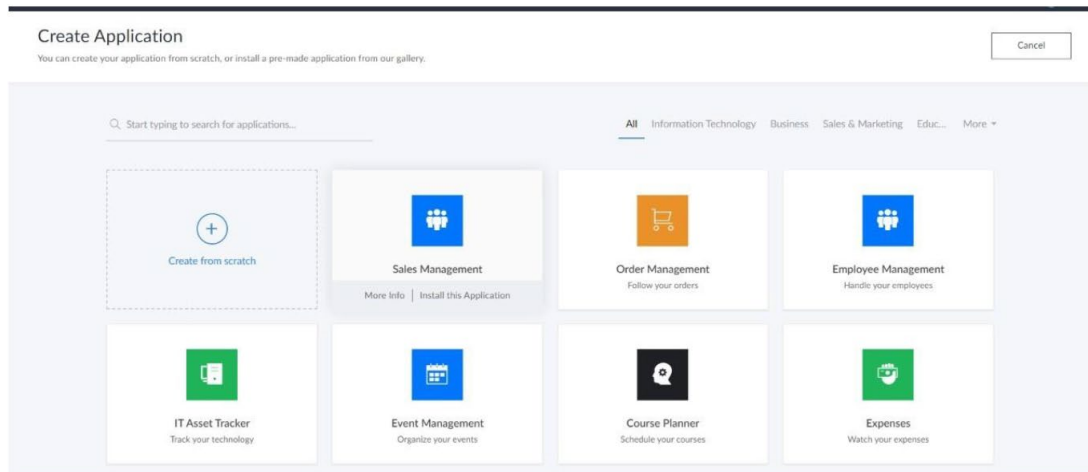 Create Application
You can create your application from scratch, or install a pre-made application from our gallery.
Cancel
Start typing to search for applications...
All Information Technology Business Sales & Marketing Educ... More
Create from scratch
Sales Management
More Info | Install this Application
Order Management
Follow your orders
Employee Management
Handle your employees
IT Asset Tracker
Track your technology
Event Management
Organize your events
Course Planner
Schedule your courses
Expenses
Watch your expenses